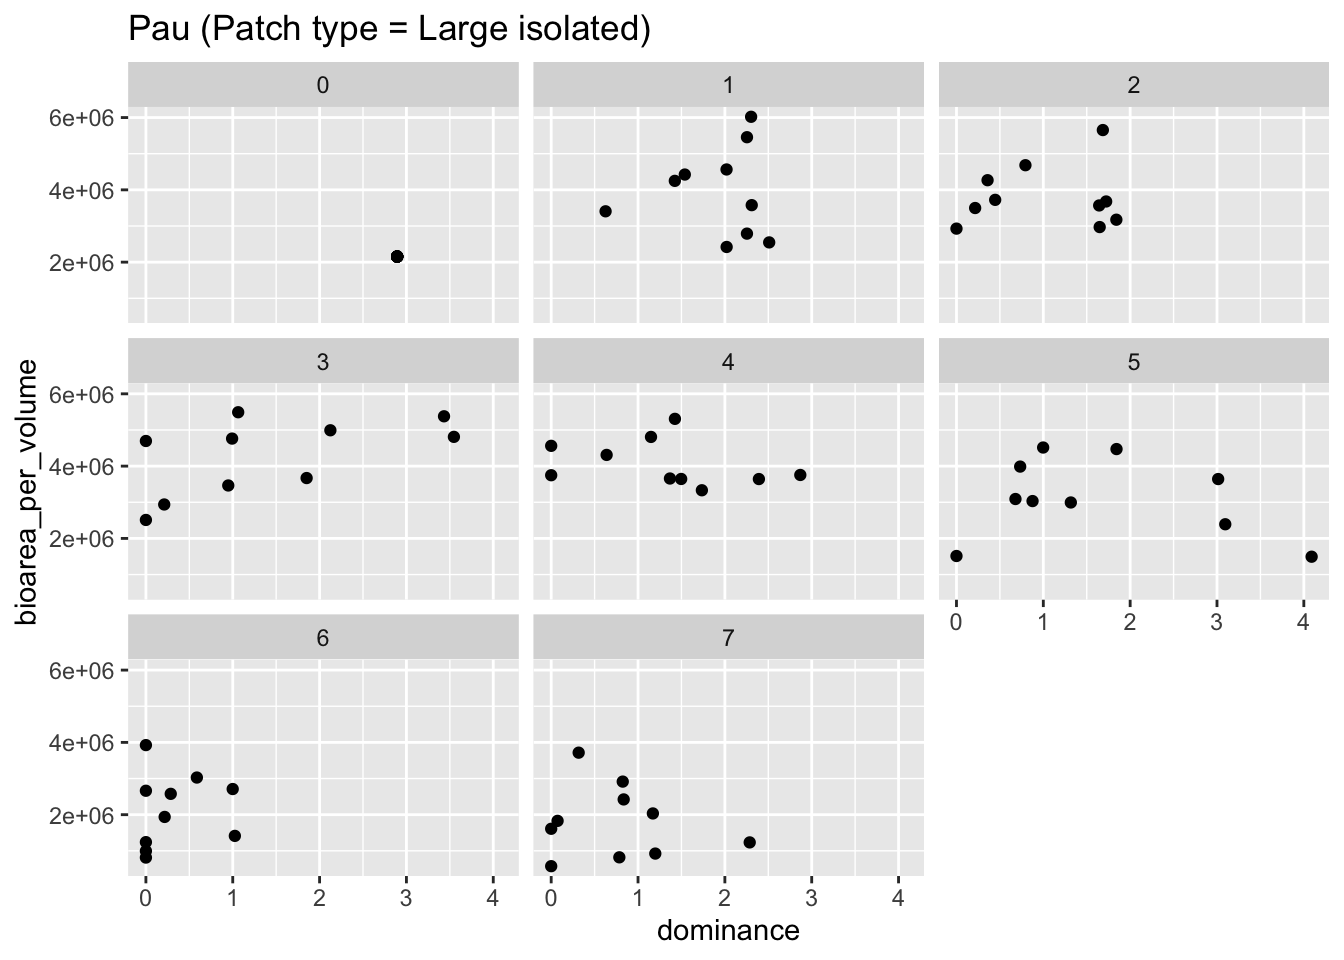 Pau (Patch type = Large isolated)
0 1 2
6e+06
4e+06
2e+06
3 4 5
6e+06
4e+06
2e+06
0 1 2 3 4
6 7
6e+06
4e+06
2e+06
0 1 2 3 4 0 1 2 3 4
dominance
bioarea_per_volume